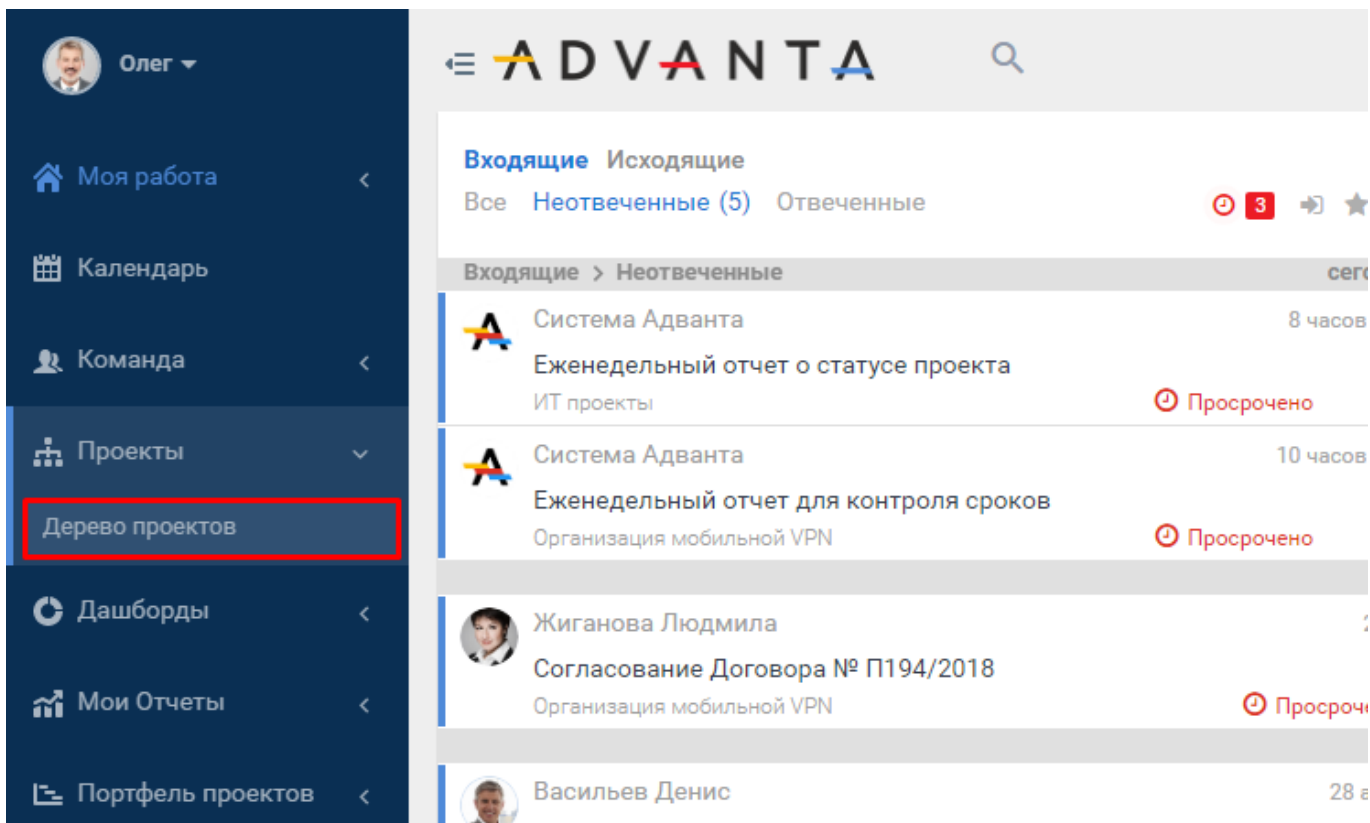 Олег
Моя работа
Календарь
Команда
Проекты
Дерево проектов
Дашборды
Мои Отчеты
Портфель проектов
ADVANTA
Входящие Исходящие
Все Неотвеченные (5) Отвеченные 3
Входящие > Неотвеченные
Система Адванта 8 часов
Еженедельный отчет о статусе проекта
ИТ проекты Просрочено
Система Адванта 10 часов
Еженедельный отчет для контроля сроков
Организация мобильной VPN Просрочено
Жиганова Людмила
Согласование Договора № П194/2018
Организация мобильной VPN
Васильев Денис 28